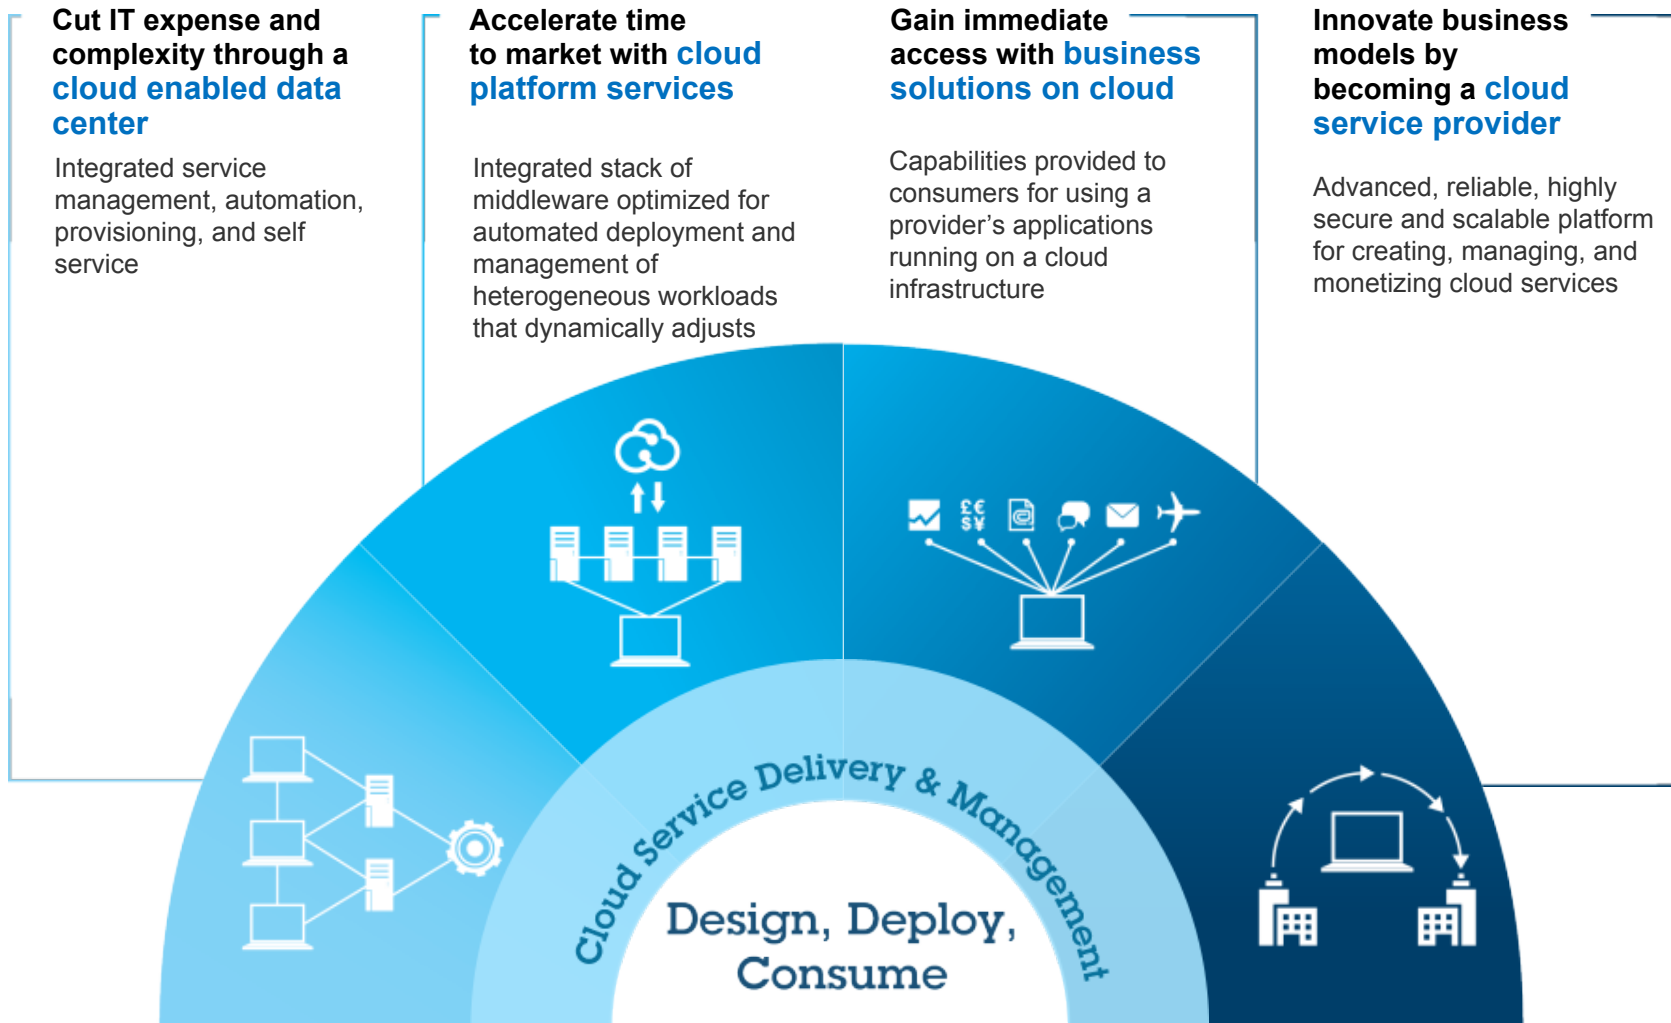 Cut IT expense and
complexity through a
cloud enabled data
center
Integrated service
management, automation,
provisioning, and self
service
Accelerate time
to market with cloud
platform services
Integrated stack of
middleware optimized for
automated deployment and
management of
heterogeneous workloads
that dynamically adjusts
Gain immediate
access with business
solutions on cloud
Capabilities provided to
consumers for using a
provider’s applications
running on a cloud
infrastructure
Innovate business
models by
becoming a cloud
service provider
Advanced, reliable, highly
secure and scalable platform
for creating, managing, and
monetizing cloud services
£€
$¥
Cloud Service Delivery & Management
Design, Deploy,
Consume